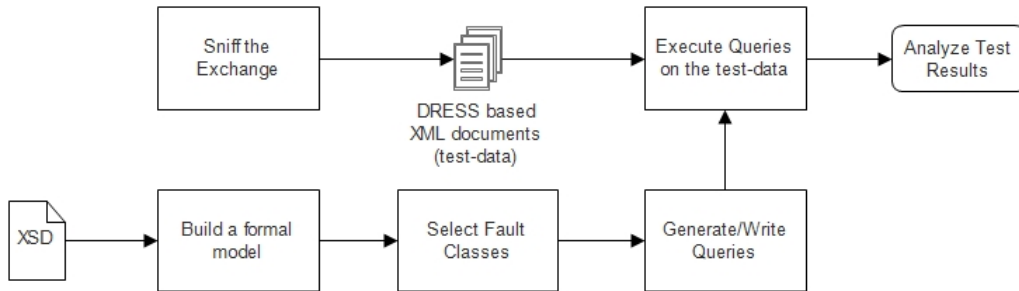 Sniff the
Exchange
DRESS based
XML documents
(test-data)
Execute Queries
on the test-data
Analyze Test
Results
XSD
Build a formal
model
Select Fault
Classes
Generate/Write
Queries